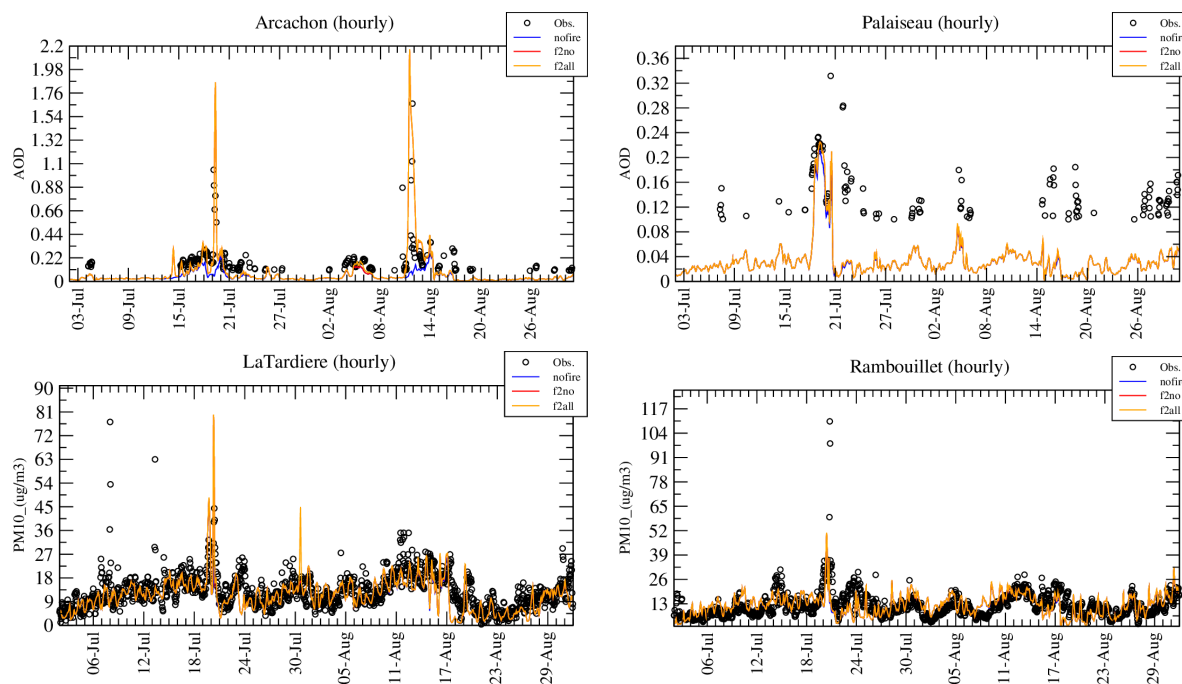 Arcachon (hourly)
Obs.
nofire
f2no
f2all
AOD
2.2
1.98
1.76
1.54
1.32
1.1
0.88
0.66
0.44
0.22
0
03-Jul
09-Jul
15-Jul
21-Jul
27-Jul
02-Aug
08-Aug
14-Aug
20-Aug
26-Aug
Palaiseau (hourly)
Obs.
nofire
f2no
f2all
AOD
0.36
0.32
0.28
0.24
0.2
0.16
0.12
0.08
0.04
0
03-Jul
09-Jul
15-Jul
21-Jul
27-Jul
02-Aug
08-Aug
14-Aug
20-Aug
26-Aug
LaTardiere (hourly)
Obs.
nofire
f2no
f2all
PM10_(ug/m3)
90
81
72
63
54
45
36
27
18
9
0
06-Jul
12-Jul
18-Jul
24-Jul
30-Jul
05-Aug
11-Aug
17-Aug
23-Aug
29-Aug
Rambouillet (hourly)
Obs.
nofire
f2no
f2all
PM10_(ug/m3)
117
104
91
78
65
52
39
26
13
06-Jul
12-Jul
18-Jul
24-Jul
30-Jul
05-Aug
11-Aug
17-Aug
23-Aug
29-Aug